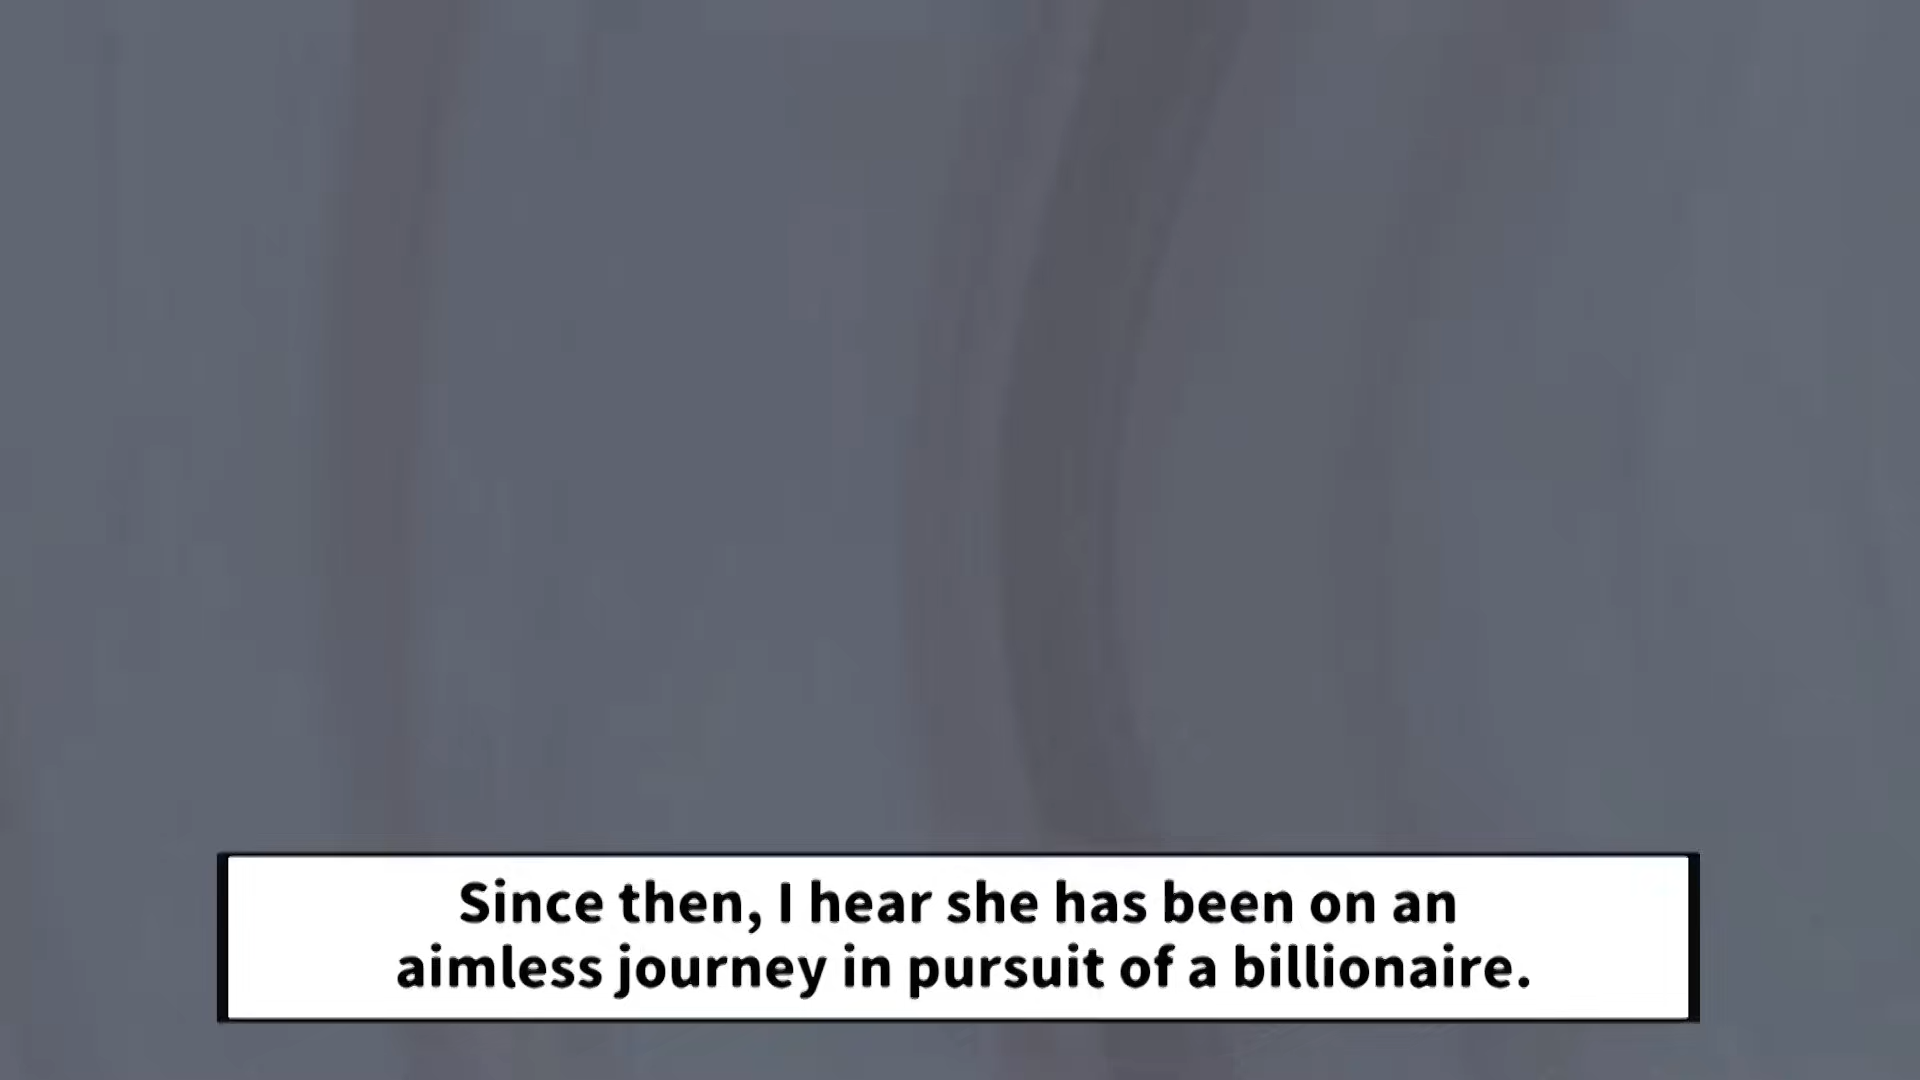 Since then, I hear she has been on an
aimless journey in pursuit of a billionaire.